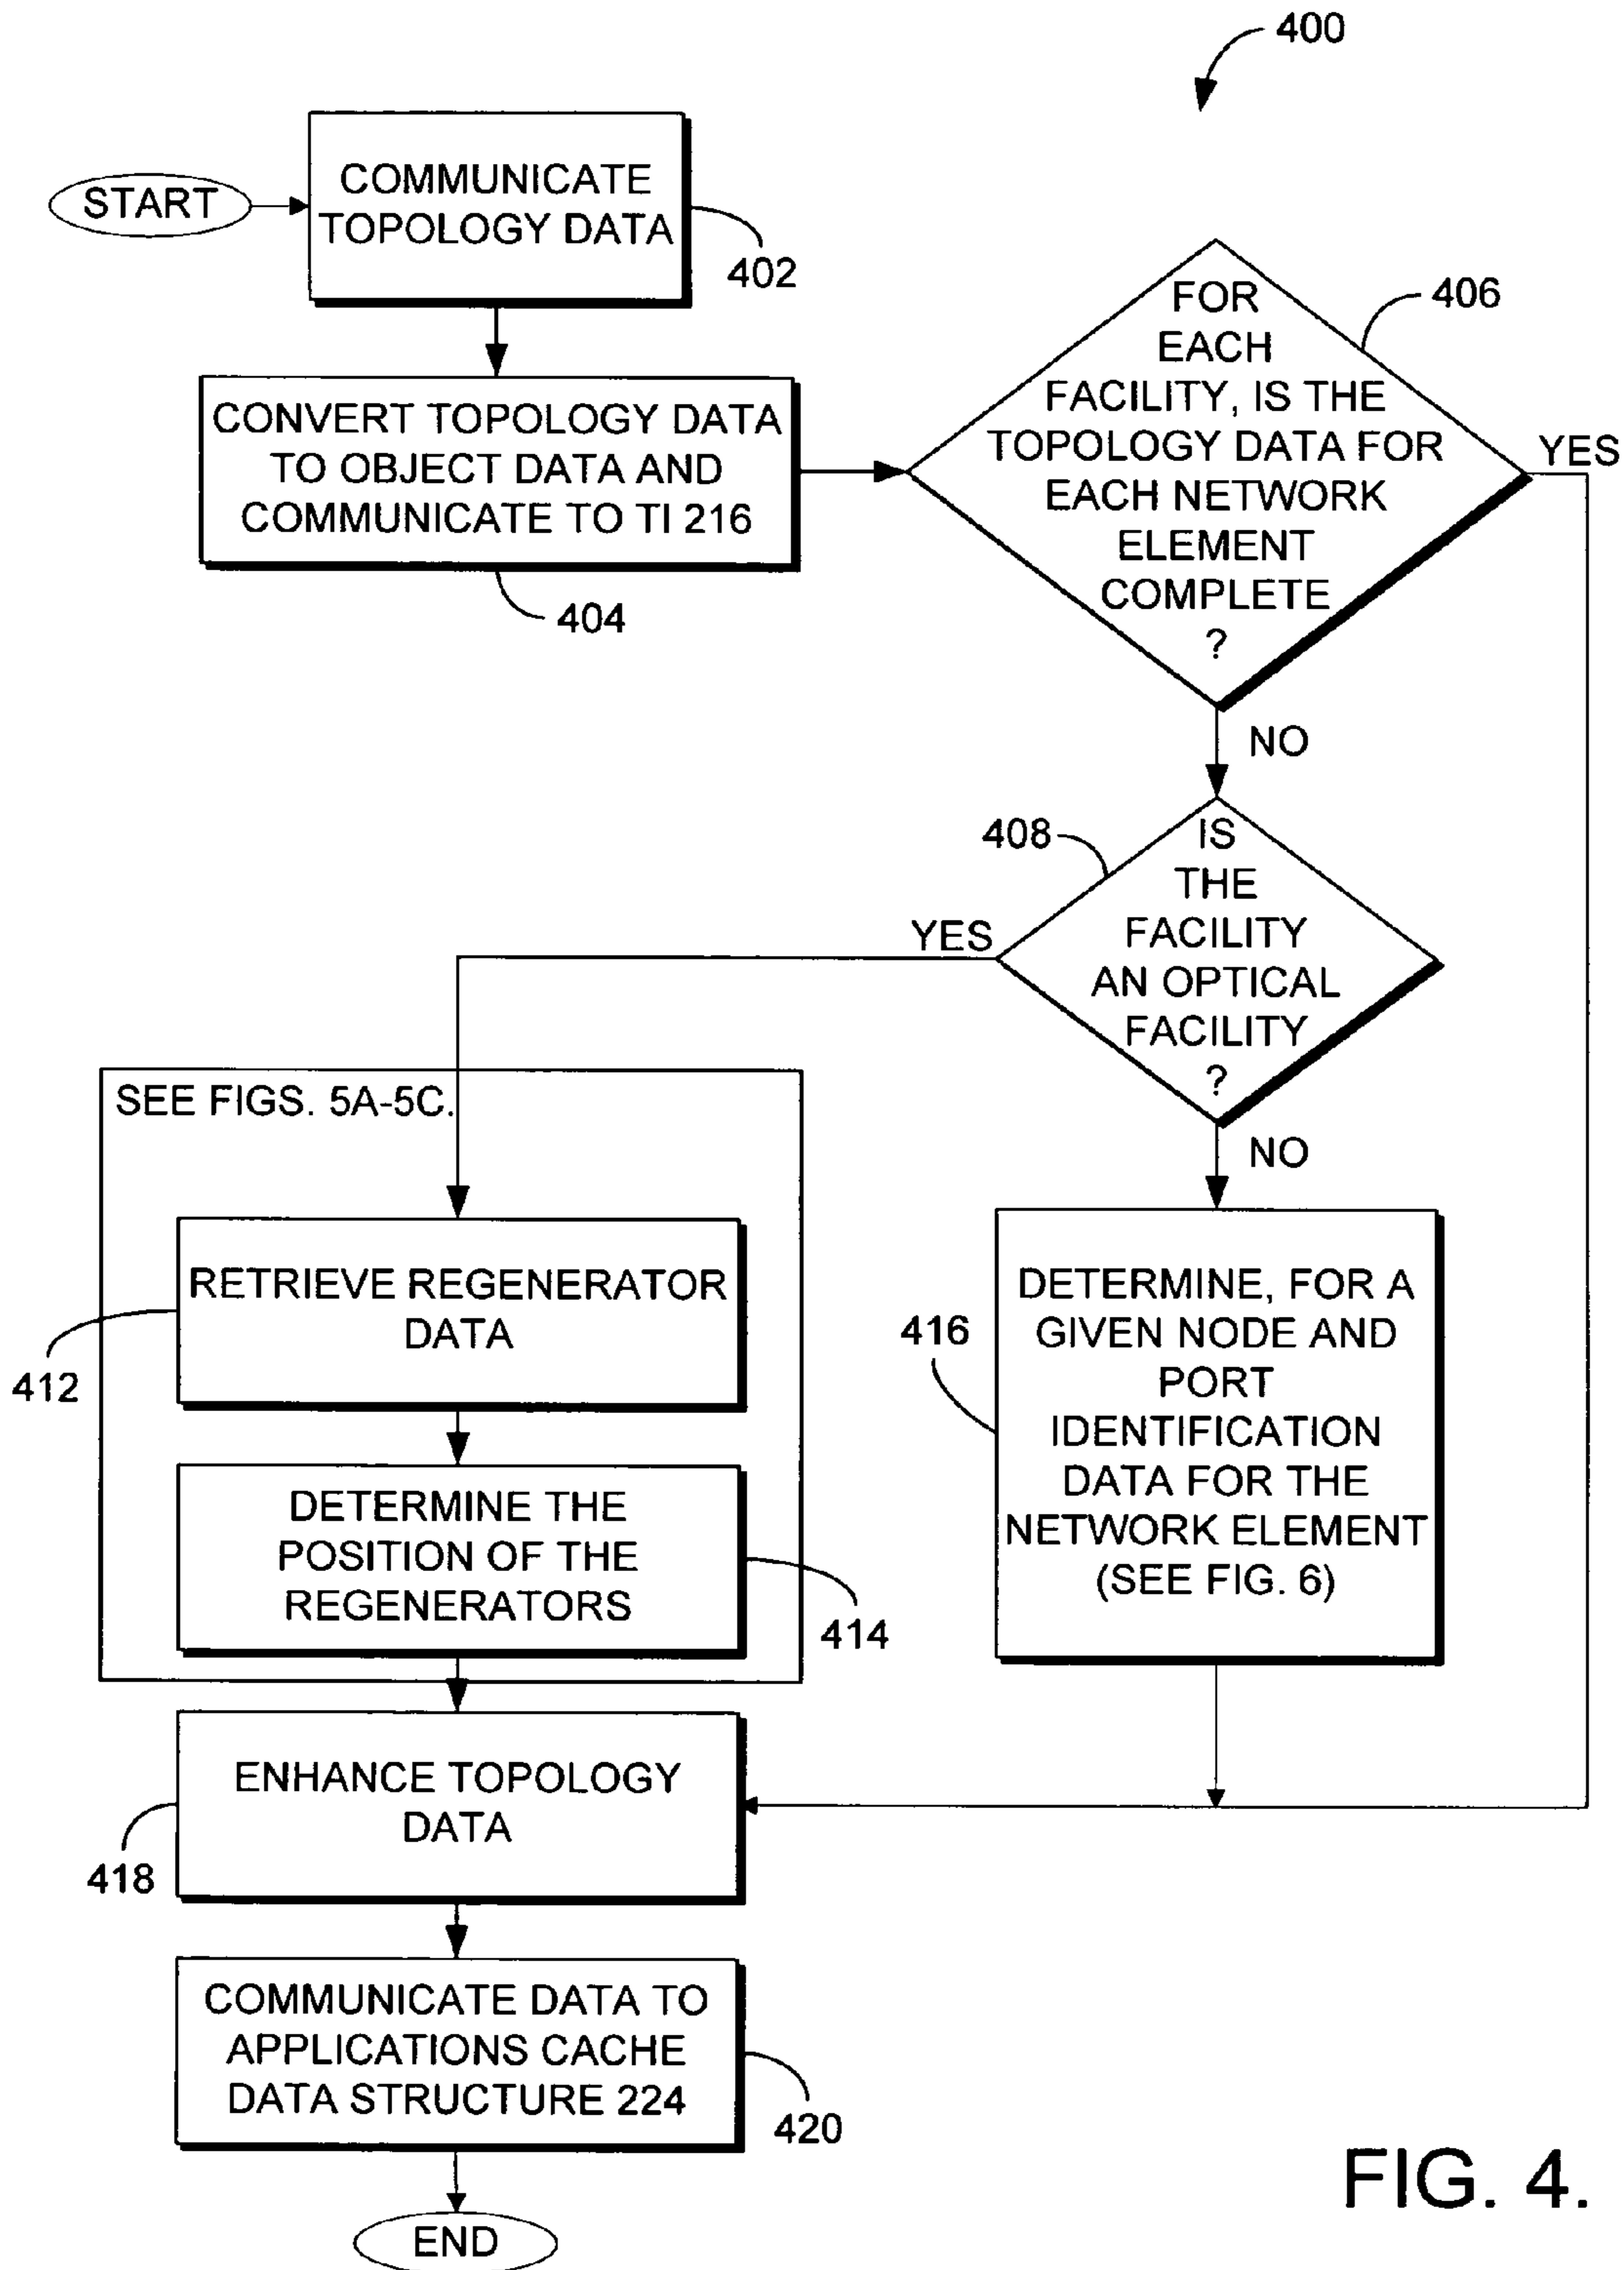 400
START
COMMUNICATE
TOPOLOGY DATA
402
CONVERT TOPOLOGY DATA
TO OBJECT DATA AND
COMMUNICATE TO TI 216
404
FOR
EACH
FACILITY, IS THE
TOPOLOGY DATA FOR
EACH NETWORK
ELEMENT
COMPLETE
?
406
YES
NO
IS
THE
FACILITY
AN OPTICAL
FACILITY
?
408
YES
NO
SEE FIGS. 5A-5C.
RETRIEVE REGENERATOR
DATA
412
DETERMINE THE
POSITION OF THE
REGENERATORS
414
DETERMINE, FOR A
GIVEN NODE AND
PORT
IDENTIFICATION
DATA FOR THE
NETWORK ELEMENT
(SEE FIG. 6)
416
ENHANCE TOPOLOGY
DATA
418
COMMUNICATE DATA TO
APPLICATIONS CACHE
DATA STRUCTURE 224
420
END
FIG. 4.